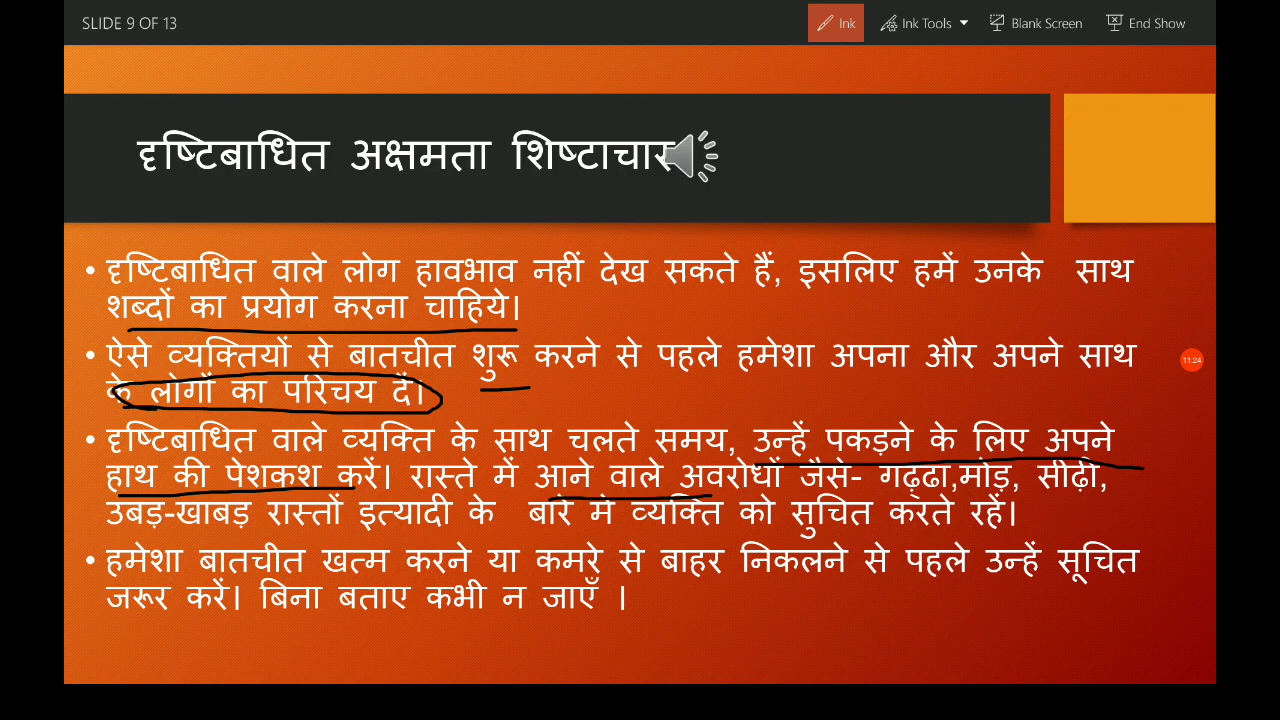 SLIDE 9 OF 13
Ink
Ink Tools
Blank Screen
End Show
दृष्टिबाधित अक्षमता शिष्टाचार
• दृष्टिबाधित वाले लोग हावभाव नहीं देख सकते हैं, इसलिए हमें उनके साथ
शब्दों का प्रयोग करना चाहिये।
• ऐसे व्यक्तियों से बातचीत शुरू करने से पहले हमेशा अपना और अपने साथ
के लोगों का परिचय दें।
11:24
• दृष्टिबाधित वाले व्यक्ति के साथ चलते समय, उन्हें पकड़ने के लिए अपने
हाथ की पेशकश करें। रास्ते में आने वाले अवरोधों जैसे- गढ्ढा,मोड़, सीढ़ी,
उबड़-खाबड़ रास्तों इत्यादी के बारे में व्यक्ति को सुचित करते रहें।
• हमेशा बातचीत खत्म करने या कमरे से बाहर निकलने से पहले उन्हें सूचित
जरूर करें। बिना बताए कभी न जाएँ ।